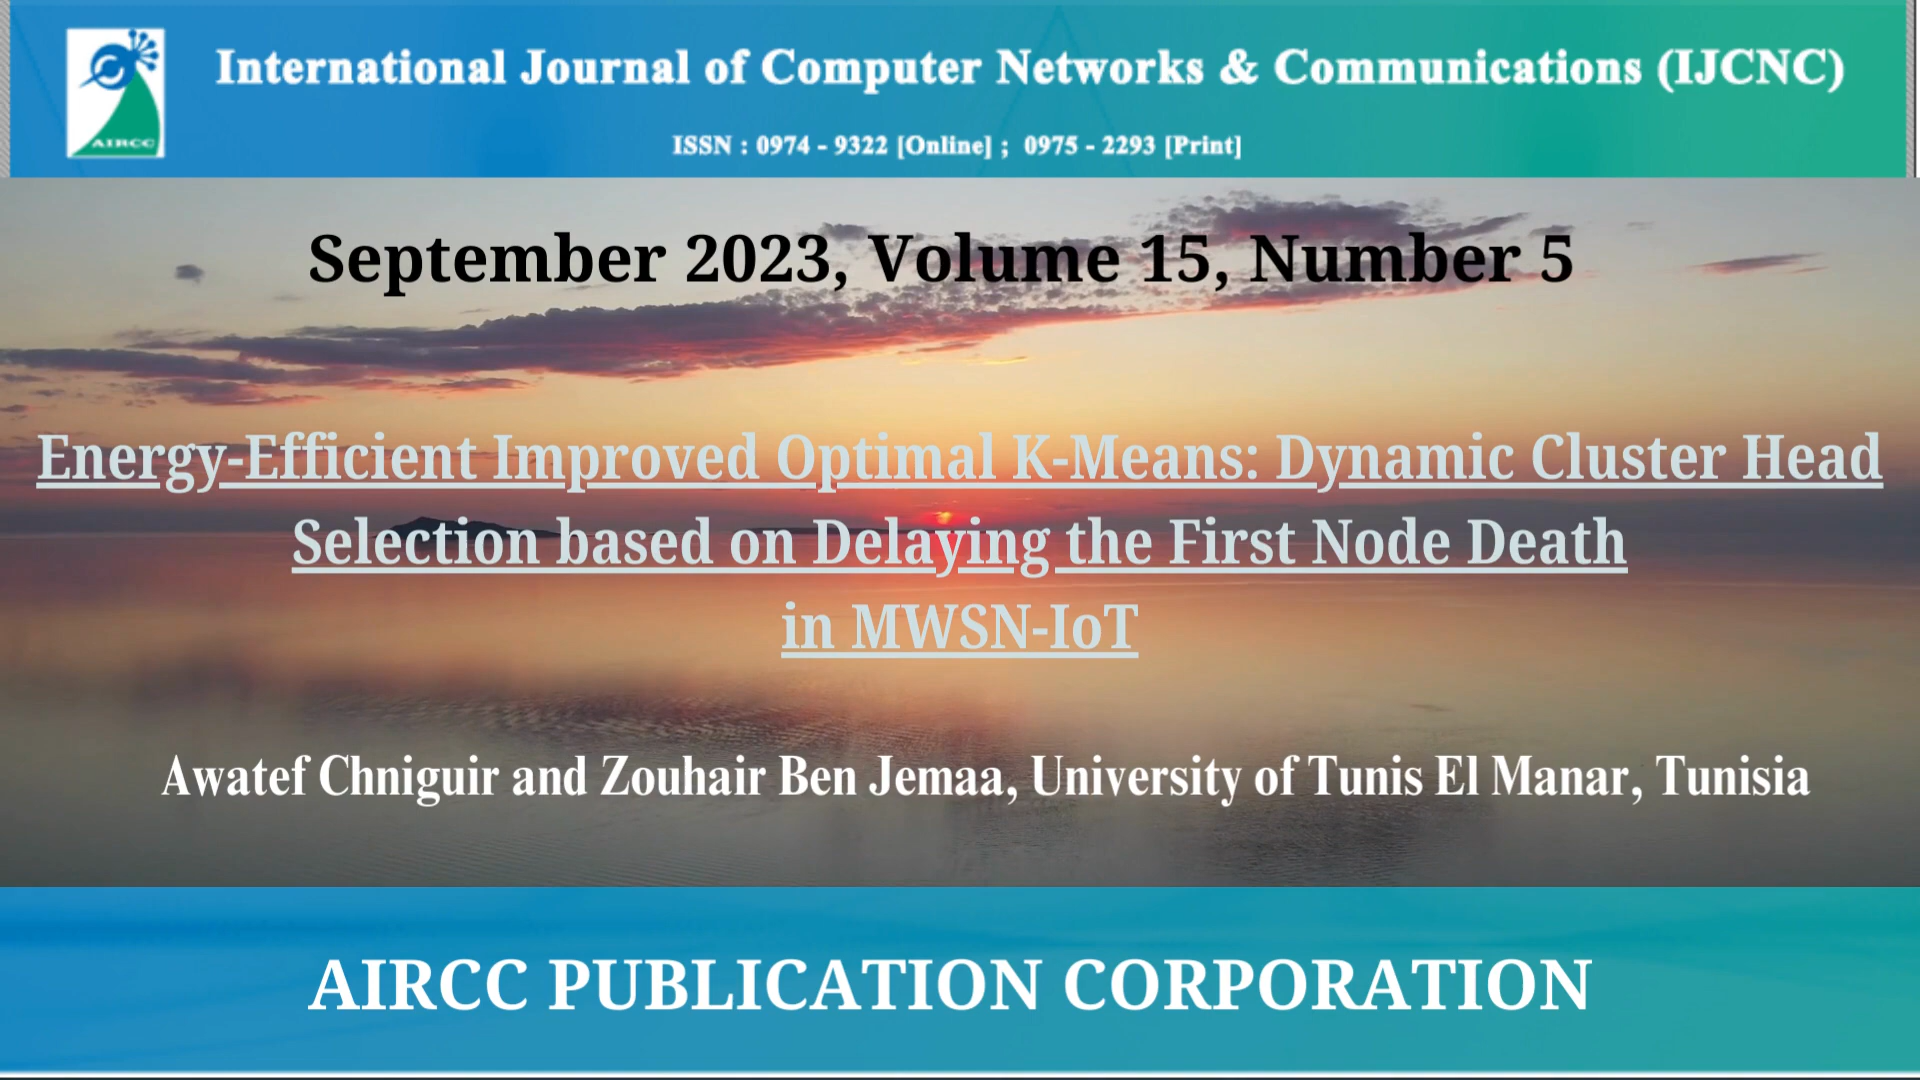 AIRCC
International Journal of Computer Networks & Communications (IJCNC)
ISSN : 0974 - 9322 [Online] ; 0975 - 2293 [Print]
September 2023, Volume 15, Number 5
Energy-Efficient Improved Optimal K-Means: Dynamic Cluster Head
Selection based on Delaying the First Node Death
in MWSN-IoT
Awatef Chniguir and Zouhair Ben Jemaa, University of Tunis El Manar, Tunisia
AIRCC PUBLICATION CORPORATION